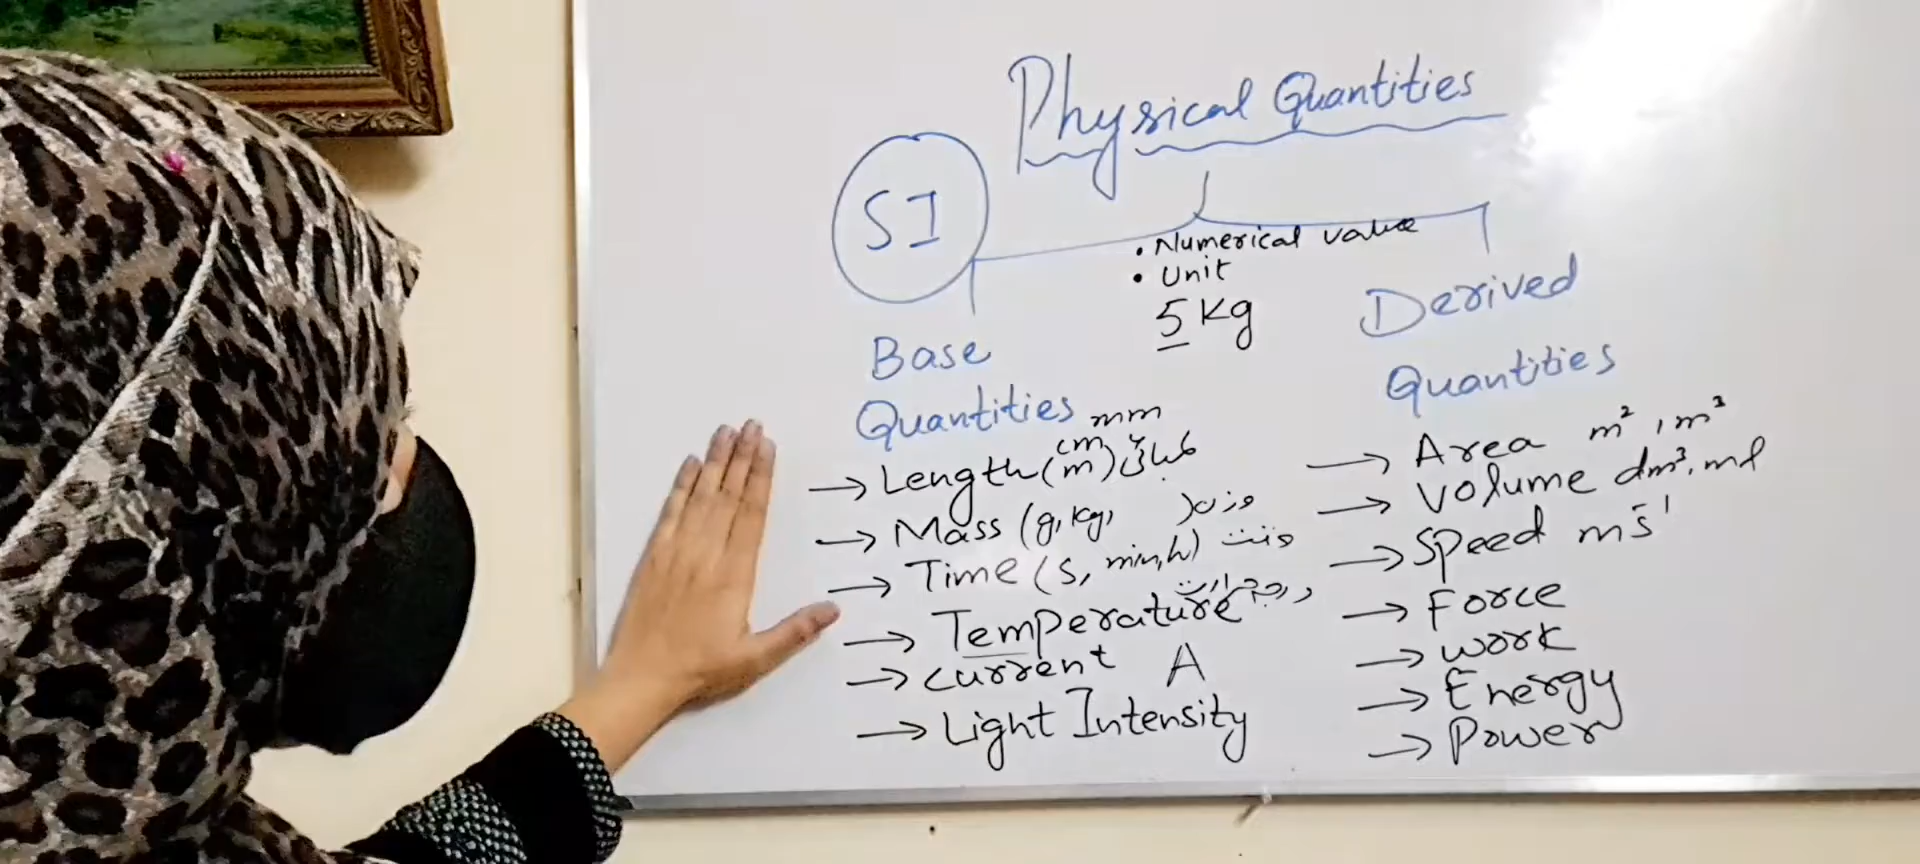 Physical Quantities
SI
• Numerical value
• Unit
5 Kg
Base
Quantities
→ Length (m) cm mm لمبائی
→ Mass (g, kg, ) وزن
→ Time (s, min, h) وقت
→ Temperature درجہ حرارت
→ current A
→ Light Intensity
Derived
Quantities
→ Area m², m³
→ Volume dm³, ml
→ Speed ms⁻¹
→ Force
→ work
→ Energy
→ Power